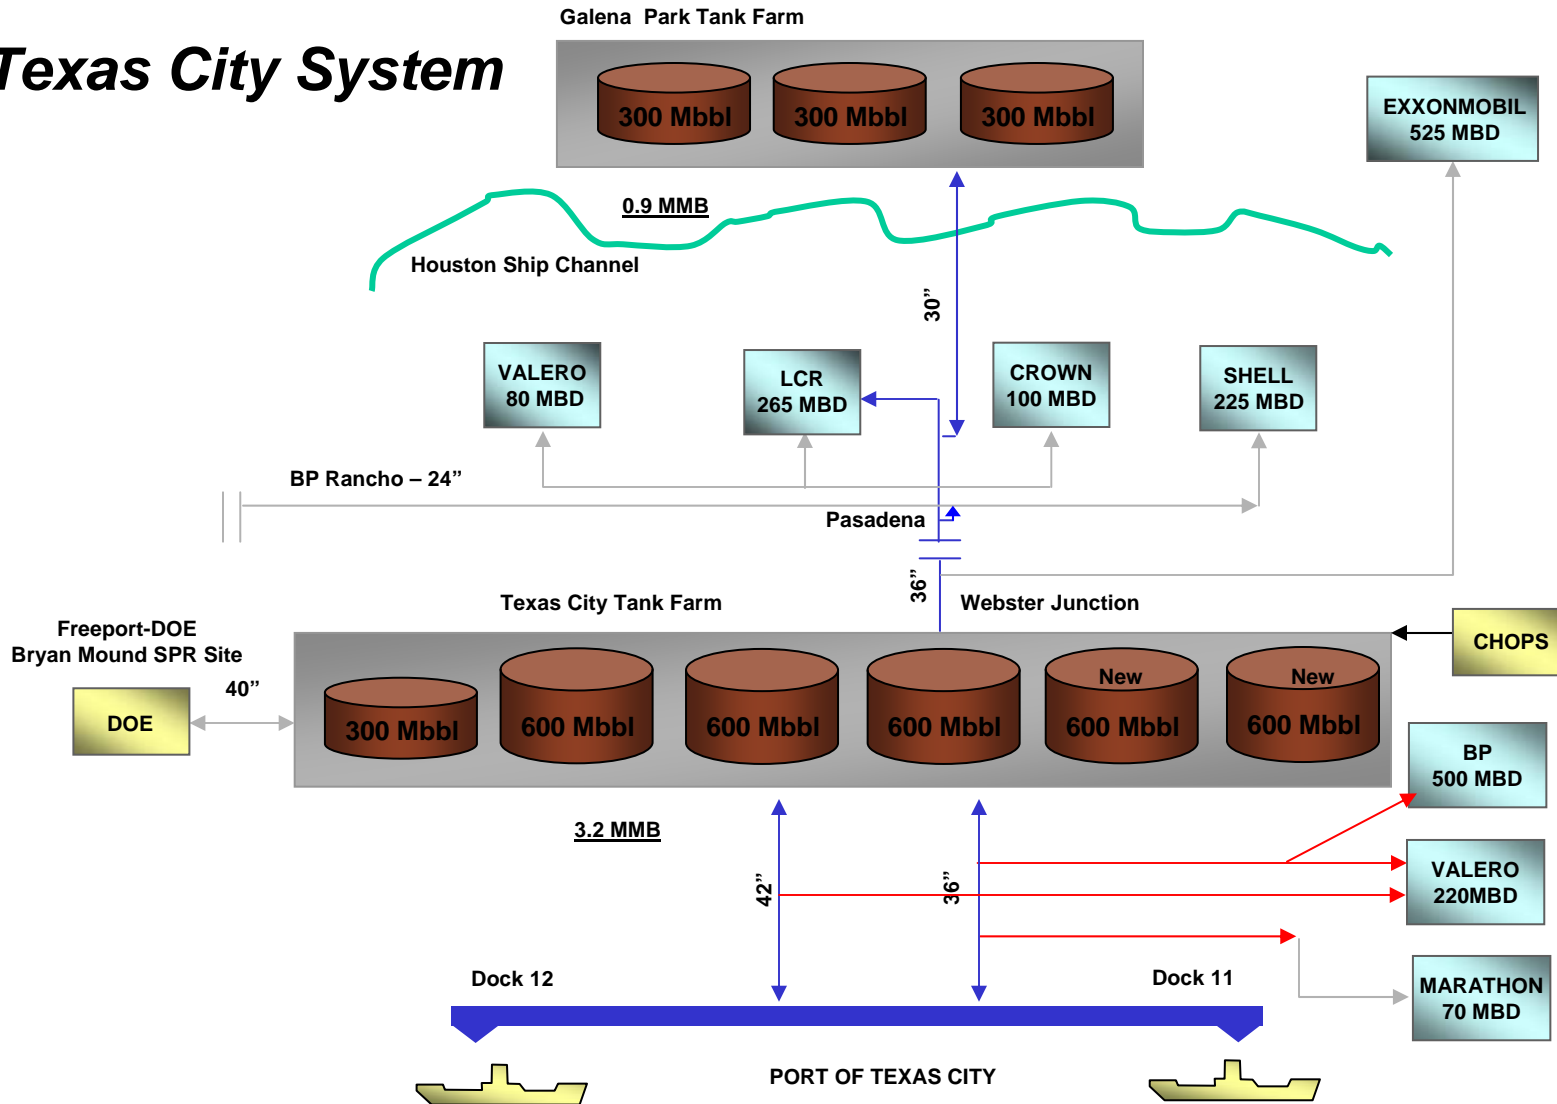 Galena Park Tank Farm
Texas City System
300 Mbbl
300 Mbbl
300 Mbbl
EXXONMOBIL
525 MBD
0.9 MMB
Houston Ship Channel
30”
VALERO
80 MBD
LCR
265 MBD
CROWN
100 MBD
SHELL
225 MBD
BP Rancho – 24”
Pasadena
36”
Texas City Tank Farm
Webster Junction
Freeport-DOE
Bryan Mound SPR Site
40”
DOE
CHOPS
300 Mbbl
600 Mbbl
600 Mbbl
600 Mbbl
New
600 Mbbl
New
600 Mbbl
BP
500 MBD
3.2 MMB
42”
36”
VALERO
220MBD
Dock 12
Dock 11
MARATHON
70 MBD
PORT OF TEXAS CITY